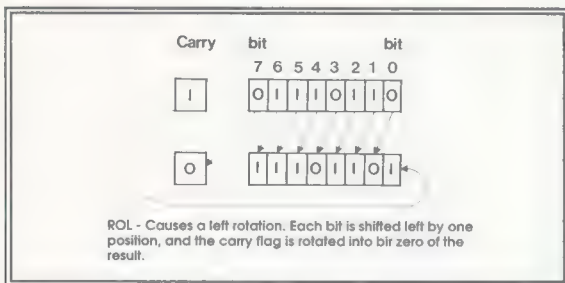 Carry bit bit
7 6 5 4 3 2 1 0
1 0 1 1 1 0 1 1 0
0 1 1 1 0 1 1 0 1
ROL - Causes a left rotation. Each bit is shifted left by one
position, and the carry flag is rotated into bir zero of the
result.